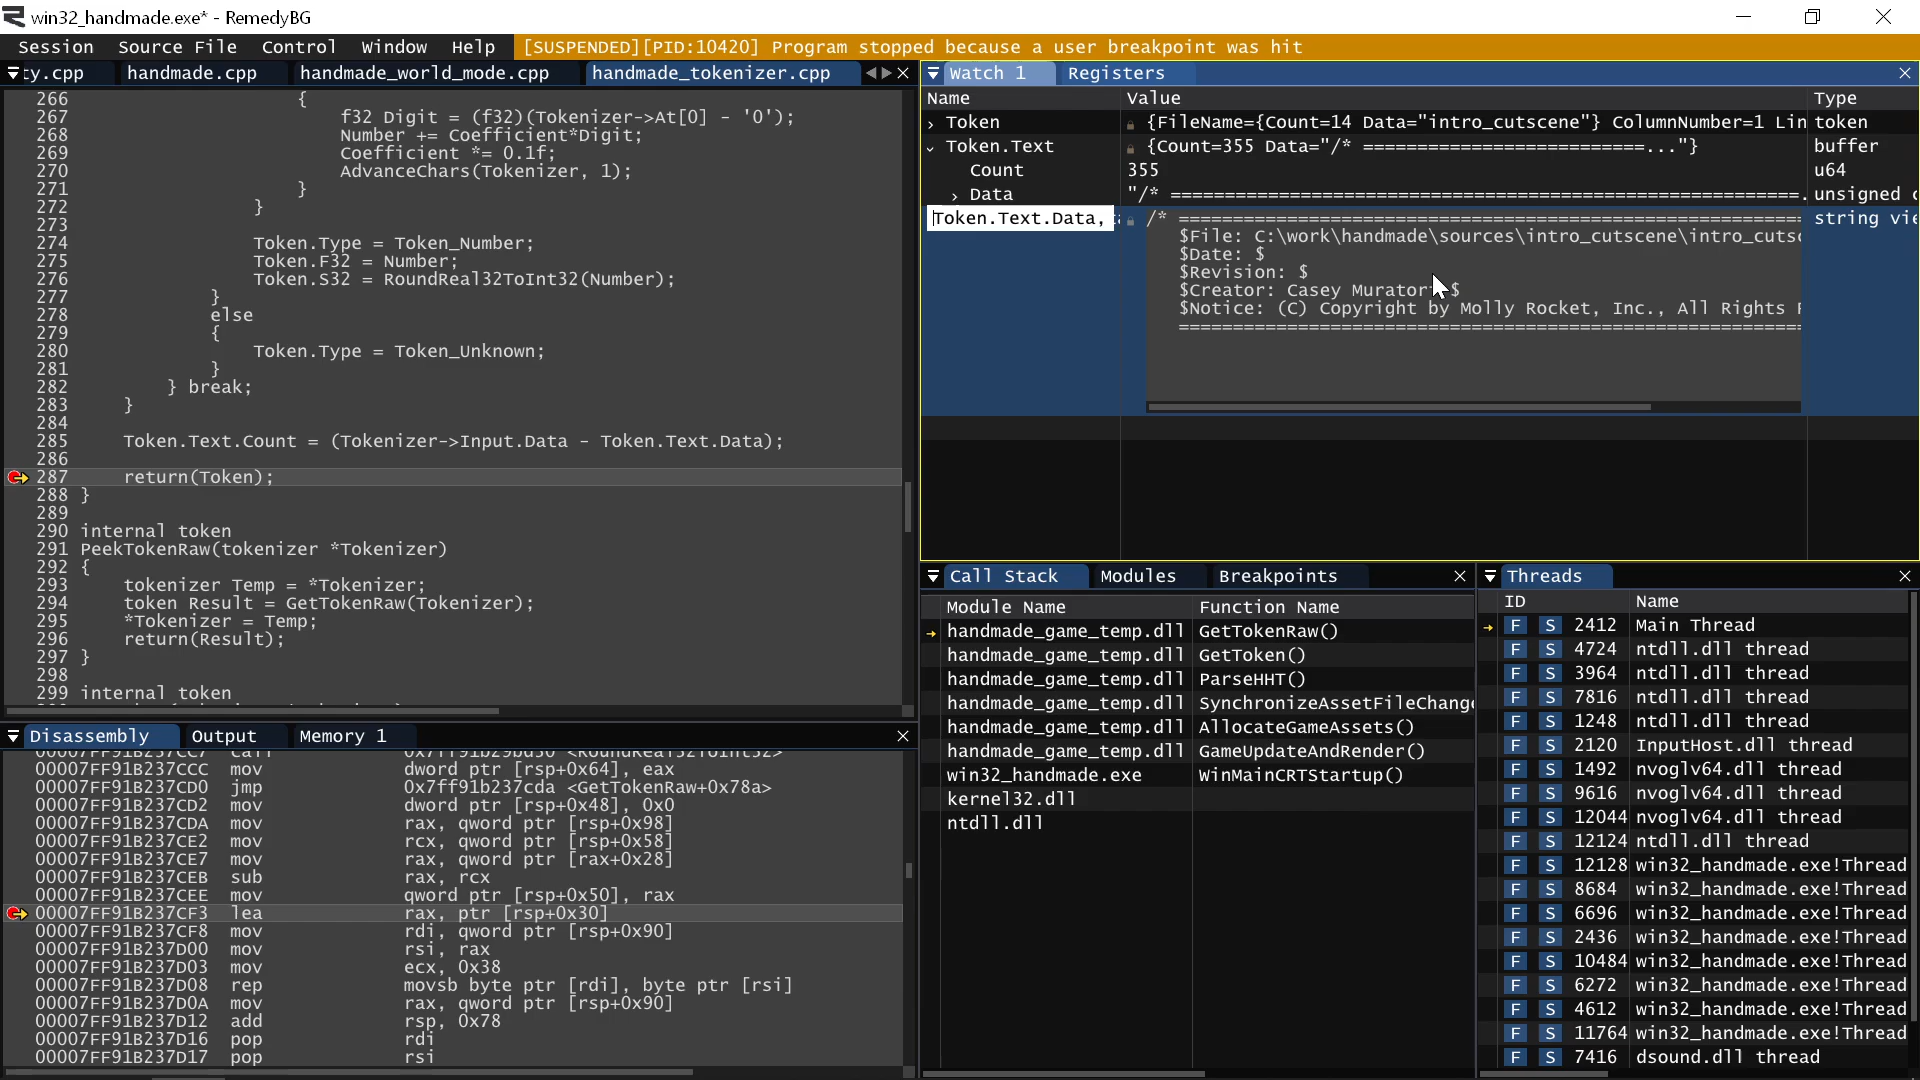 win32_handmade.exe* - RemedyBG
Session Source File Control Window Help [SUSPENDED][PID:10420] Program stopped because a user breakpoint was hit
ty.cpp handmade.cpp handmade_world_mode.cpp handmade_tokenizer.cpp
266 {
267 f32 Digit = (f32)(Tokenizer->At[0] - '0');
268 Number += Coefficient*Digit;
269 Coefficient *= 0.1f;
270 AdvanceChars(Tokenizer, 1);
271 }
272 }
273
274 Token.Type = Token_Number;
275 Token.F32 = Number;
276 Token.S32 = RoundReal32ToInt32(Number);
277 }
278 else
279 {
280 Token.Type = Token_Unknown;
281 }
282 } break;
283 }
284
285 Token.Text.Count = (Tokenizer->Input.Data - Token.Text.Data);
286
287 return(Token);
288 }
289
290 internal token
291 PeekTokenRaw(tokenizer *Tokenizer)
292 {
293 tokenizer Temp = *Tokenizer;
294 token Result = GetTokenRaw(Tokenizer);
295 *Tokenizer = Temp;
296 return(Result);
297 }
298
299 internal token
Watch 1 Registers
Name Value Type
> Token {FileName={Count=14 Data="intro_cutscene"} ColumnNumber=1 Lin token
Token.Text {Count=355 Data="/* ==========================..."} buffer
Count 355 u64
> Data "/* ========================================================== unsigned c
Token.Text.Data, /* ========================================================== string vie
$File: C:\work\handmade\sources\intro_cutscene\intro_cutsc
$Date: $
$Revision: $
$Creator: Casey Murator $
$Notice: (C) Copyright by Molly Rocket, Inc., All Rights R
==========================================================
Disassembly Output Memory 1
00007FF91B237CC7 call 0x7ff91b29bd30 <RoundReal32ToInt32>
00007FF91B237CCC mov dword ptr [rsp+0x64], eax
00007FF91B237CD0 jmp 0x7ff91b237cda <GetTokenRaw+0x78a>
00007FF91B237CD2 mov dword ptr [rsp+0x48], 0x0
00007FF91B237CDA mov rax, qword ptr [rsp+0x98]
00007FF91B237CE2 mov rcx, qword ptr [rsp+0x58]
00007FF91B237CE7 mov rax, qword ptr [rax+0x28]
00007FF91B237CEB sub rax, rcx
00007FF91B237CEE mov qword ptr [rsp+0x50], rax
00007FF91B237CF3 lea rax, ptr [rsp+0x30]
00007FF91B237CF8 mov rdi, qword ptr [rsp+0x90]
00007FF91B237D00 mov rsi, rax
00007FF91B237D03 mov ecx, 0x38
00007FF91B237D08 rep movsb byte ptr [rdi], byte ptr [rsi]
00007FF91B237D0A mov rax, qword ptr [rsp+0x90]
00007FF91B237D12 add rsp, 0x78
00007FF91B237D16 pop rdi
00007FF91B237D17 pop rsi
Call Stack Modules Breakpoints
Module Name Function Name
handmade_game_temp.dll GetTokenRaw()
handmade_game_temp.dll GetToken()
handmade_game_temp.dll ParseHHT()
handmade_game_temp.dll SynchronizeAssetFileChange
handmade_game_temp.dll AllocateGameAssets()
handmade_game_temp.dll GameUpdateAndRender()
win32_handmade.exe WinMainCRTStartup()
kernel32.dll
ntdll.dll
Threads
ID Name
F S 2412 Main Thread
F S 4724 ntdll.dll thread
F S 3964 ntdll.dll thread
F S 7816 ntdll.dll thread
F S 1248 ntdll.dll thread
F S 2120 InputHost.dll thread
F S 1492 nvoglv64.dll thread
F S 9616 nvoglv64.dll thread
F S 12044 nvoglv64.dll thread
F S 12124 ntdll.dll thread
F S 12128 win32_handmade.exe!Thread
F S 8684 win32_handmade.exe!Thread
F S 6696 win32_handmade.exe!Thread
F S 2436 win32_handmade.exe!Thread
F S 10484 win32_handmade.exe!Thread
F S 6272 win32_handmade.exe!Thread
F S 4612 win32_handmade.exe!Thread
F S 11764 win32_handmade.exe!Thread
F S 7416 dsound.dll thread